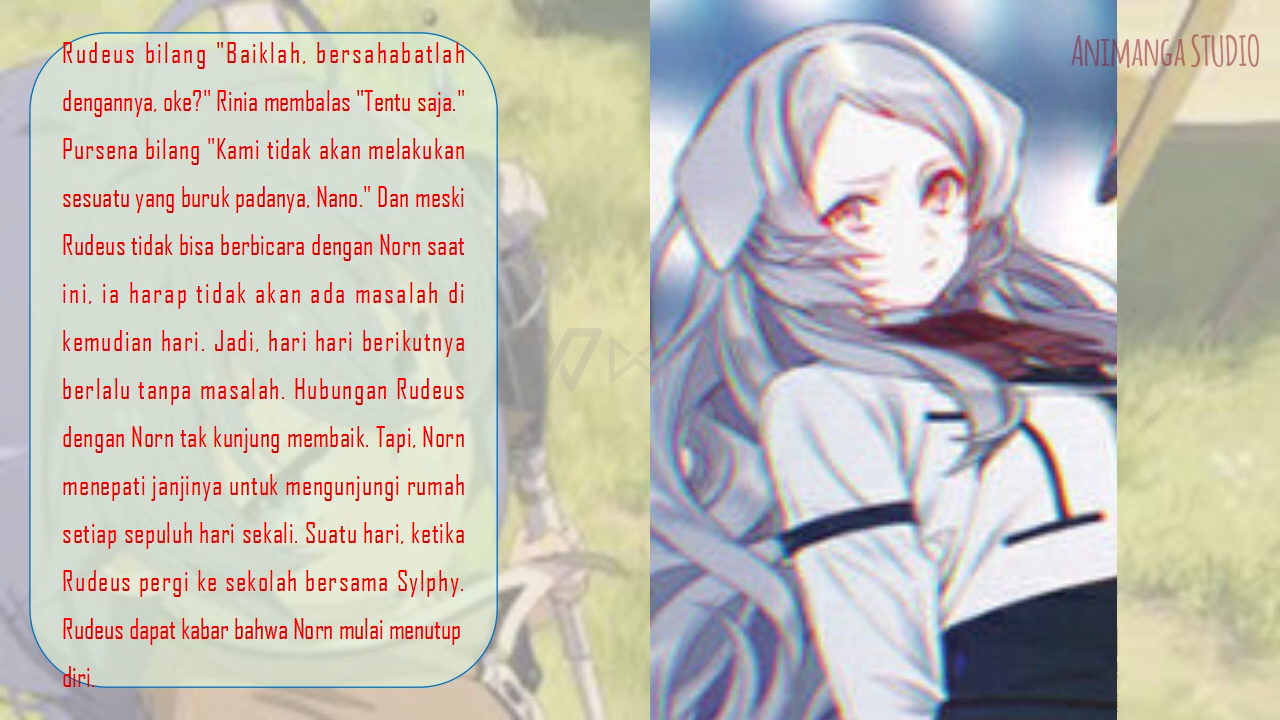 Rudeus bilang "Baiklah, bersahabatlah
dengannya, oke?" Rinia membalas "Tentu saja."
Pursena bilang "Kami tidak akan melakukan
sesuatu yang buruk padanya, Nano." Dan meski
Rudeus tidak bisa berbicara dengan Norn saat
ini, ia harap tidak akan ada masalah di
kemudian hari. Jadi, hari hari berikutnya
berlalu tanpa masalah. Hubungan Rudeus
dengan Norn tak kunjung membaik. Tapi, Norn
menepati janjinya untuk mengunjungi rumah
setiap sepuluh hari sekali. Suatu hari, ketika
Rudeus pergi ke sekolah bersama Sylphy.
Rudeus dapat kabar bahwa Norn mulai menutup
diri.
ANIMANGA STUDIO